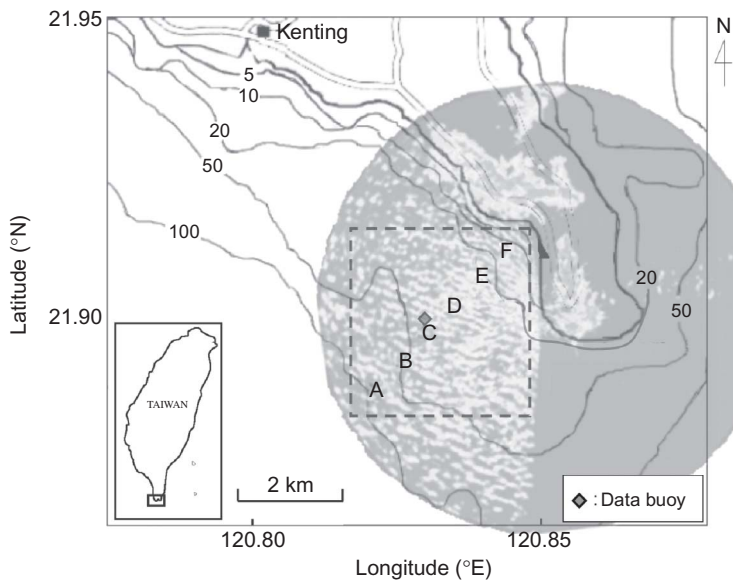 21.95
Kenting
N
5
10
20
50
100
F
E
D
C
B
A
20
50
21.90
Latitude (°N)
TAIWAN
2 km
: Data buoy
120.80
120.85
Longitude (°E)